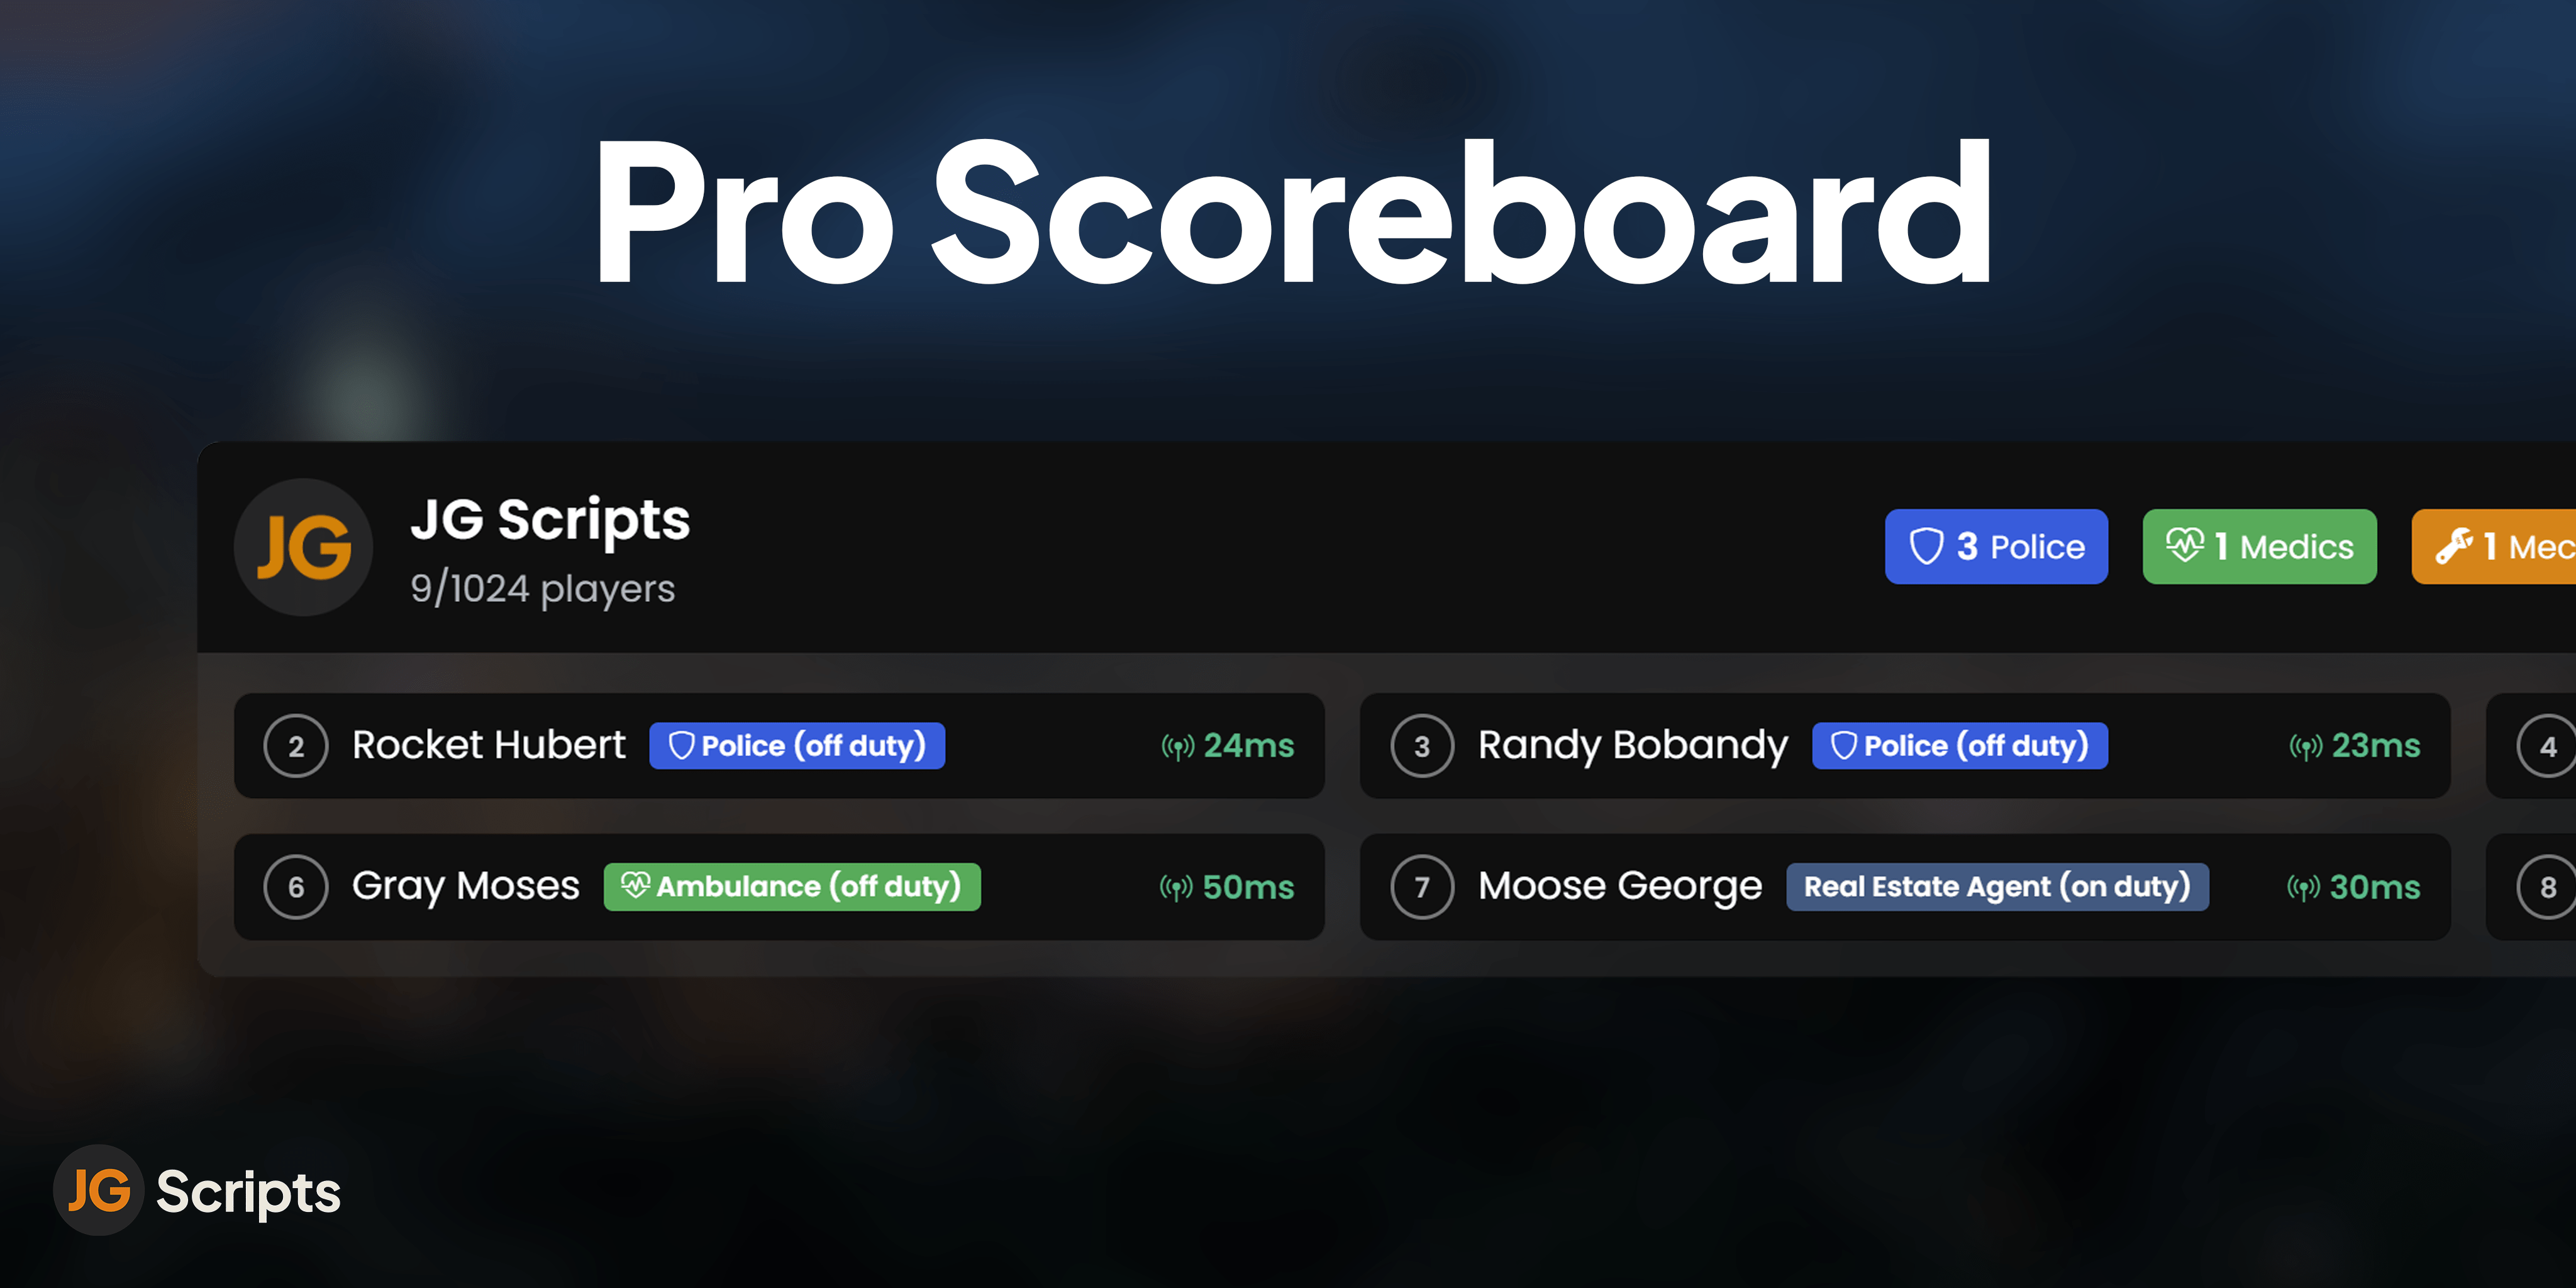 Pro Scoreboard
JG
JG Scripts
9/1024 players
3 Police
1 Medics
1 Mec
2 Rocket Hubert Police (off duty) 24ms
3 Randy Bobandy Police (off duty) 23ms
4
6 Gray Moses Ambulance (off duty) 50ms
7 Moose George Real Estate Agent (on duty) 30ms
8
JG Scripts